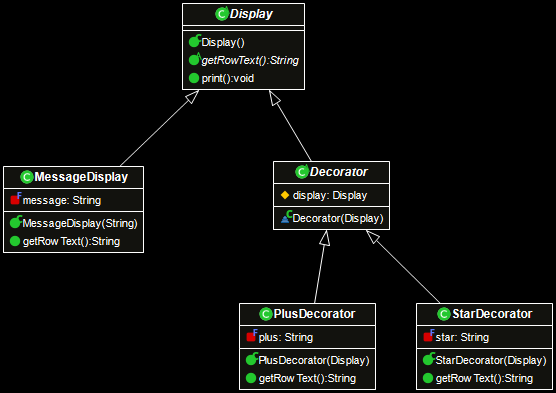 Display
Display()
getRowText():String
print():void
MessageDisplay
message: String
MessageDisplay(String)
getRow Text():String
Decorator
display: Display
Decorator(Display)
PlusDecorator
plus: String
PlusDecorator(Display)
getRow Text():String
StarDecorator
star: String
StarDecorator(Display)
getRow Text():String